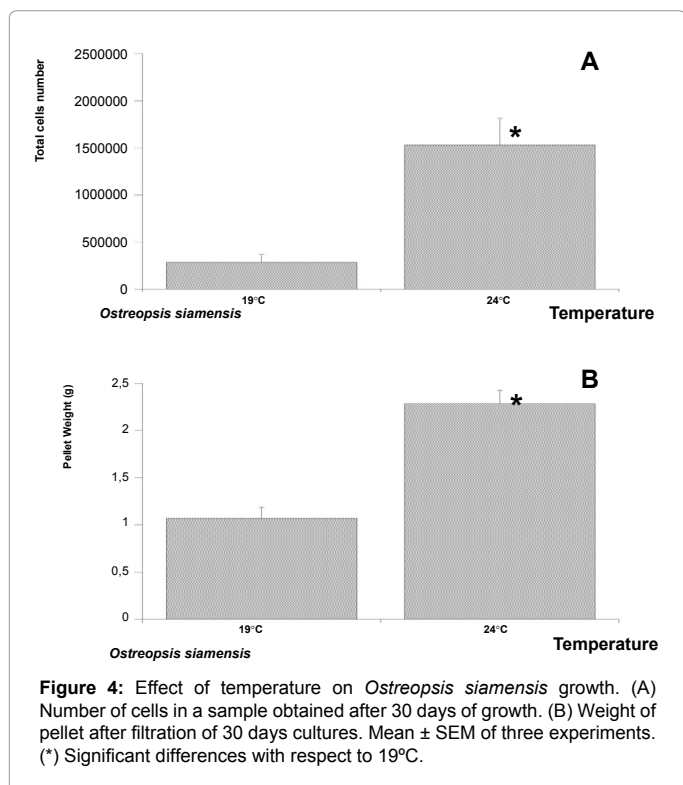 A
Total cells number
2500000
2000000
1500000
1000000
500000
0
*
19°C
24°C
Ostreopsis siamensis
Temperature
B
Pellet Weight (g)
2,5
2
1,5
1
0,5
0
*
19°C
24°C
Ostreopsis siamensis
Temperature
Figure 4: Effect of temperature on Ostreopsis siamensis growth. (A)
Number of cells in a sample obtained after 30 days of growth. (B) Weight of
pellet after filtration of 30 days cultures. Mean ± SEM of three experiments.
(*) Significant differences with respect to 19ºC.